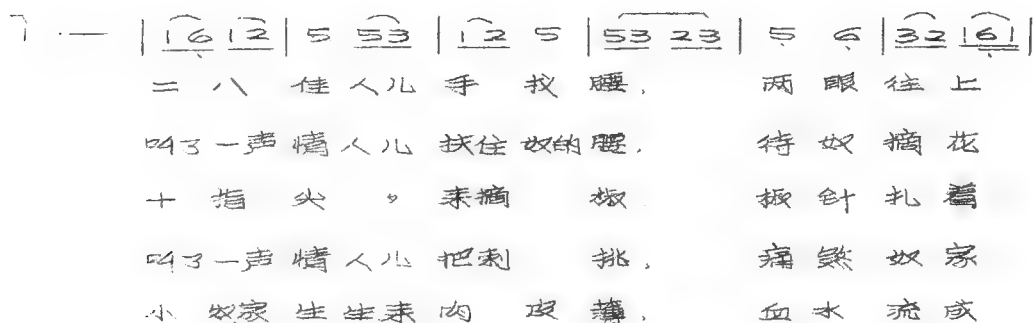 | 1 6 1 2 | 5 5 3 | 1 2 5 | 5 3 2 3 | 5 6 | 3 2 1 6 1 |
二 八 佳 人儿 手 扠 腰, 两 眼 往 上
叫了一声 情 人儿 扶住 奴的 腰, 待 奴 摘 花
十 指 尖 々 来摘 椒 椒 针 扎 着
叫了一声 情 人儿 把刺 挑, 痛 煞 奴 家
小 奴家 生 生来 肉 皮 薄, 血 水 流 成